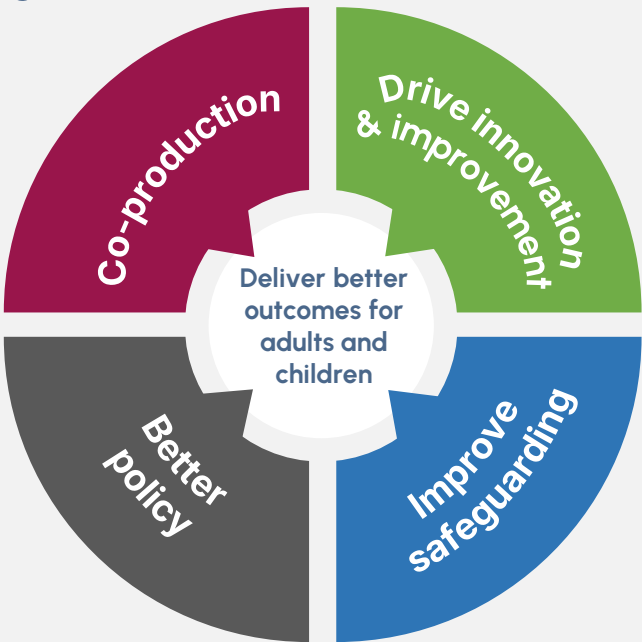 Co-production
Drive innovation
& improvement
Deliver better
outcomes for
adults and
children
Better
policy
Improve
safeguarding